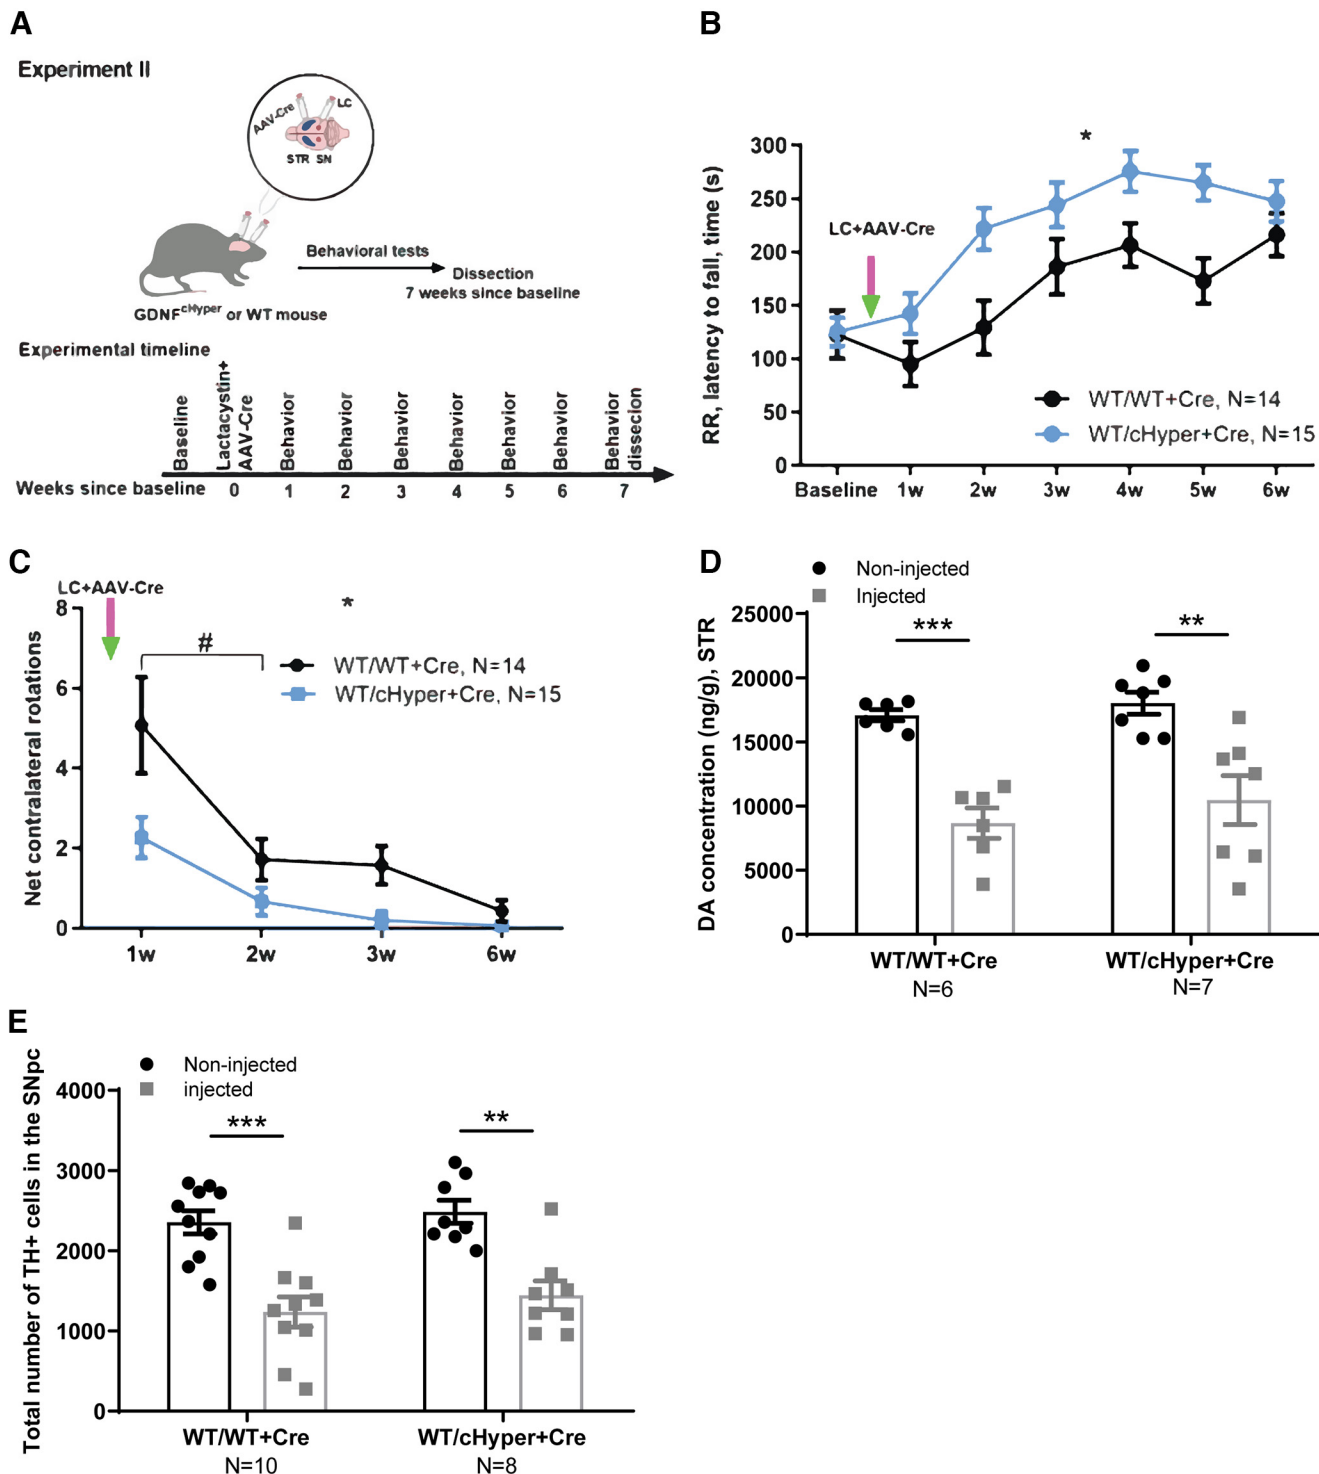 A
Experiment II
AAV-Cre
LC
STR SN
Behavioral tests
Dissection
7 weeks since baseline
GDNFcHyper or WT mouse
Experimental timeline
Baseline
Lactacystin+
AAV-Cre
Behavior
Behavior
Behavior
Behavior
Behavior
Behavior
Behavior
dissecion
Weeks since baseline 0 1 2 3 4 5 6 7
B
RR, latency to fall, time (s)
300
250
200
150
100
50
0
*
LC+AAV-Cre
WT/WT+Cre, N=14
WT/cHyper+Cre, N=15
Baseline 1w 2w 3w 4w 5w 6w
C
LC+AAV-Cre
Net contralateral rotations
8
6
4
2
0
*
#
WT/WT+Cre, N=14
WT/cHyper+Cre, N=15
1w 2w 3w 6w
D
Non-injected
Injected
DA concentration (ng/g), STR
25000
20000
15000
10000
5000
0
***
**
WT/WT+Cre WT/cHyper+Cre
N=6 N=7
E
Non-injected
injected
Total number of TH+ cells in the SNpc
4000
3000
2000
1000
0
***
**
WT/WT+Cre WT/cHyper+Cre
N=10 N=8